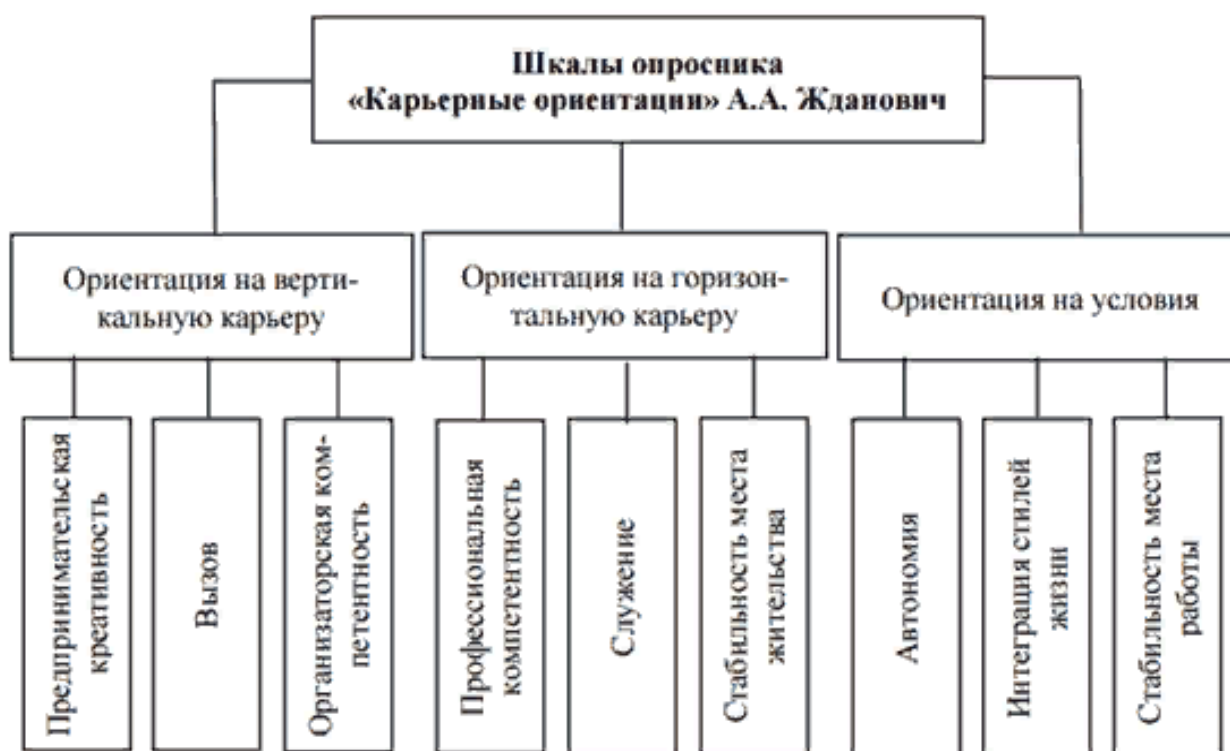 Шкалы опросника
«Карьерные ориентации» А.А. Жданович
Ориентация на верти-
кальную карьеру
Ориентация на горизон-
тальную карьеру
Ориентация на условия
Предпринимательская
креативность
Вызов
Организаторская ком-
петентность
Профессиональная
компетентность
Служение
Стабильность места
жительства
Автономия
Интеграция стилей
жизни
Стабильность места
работы